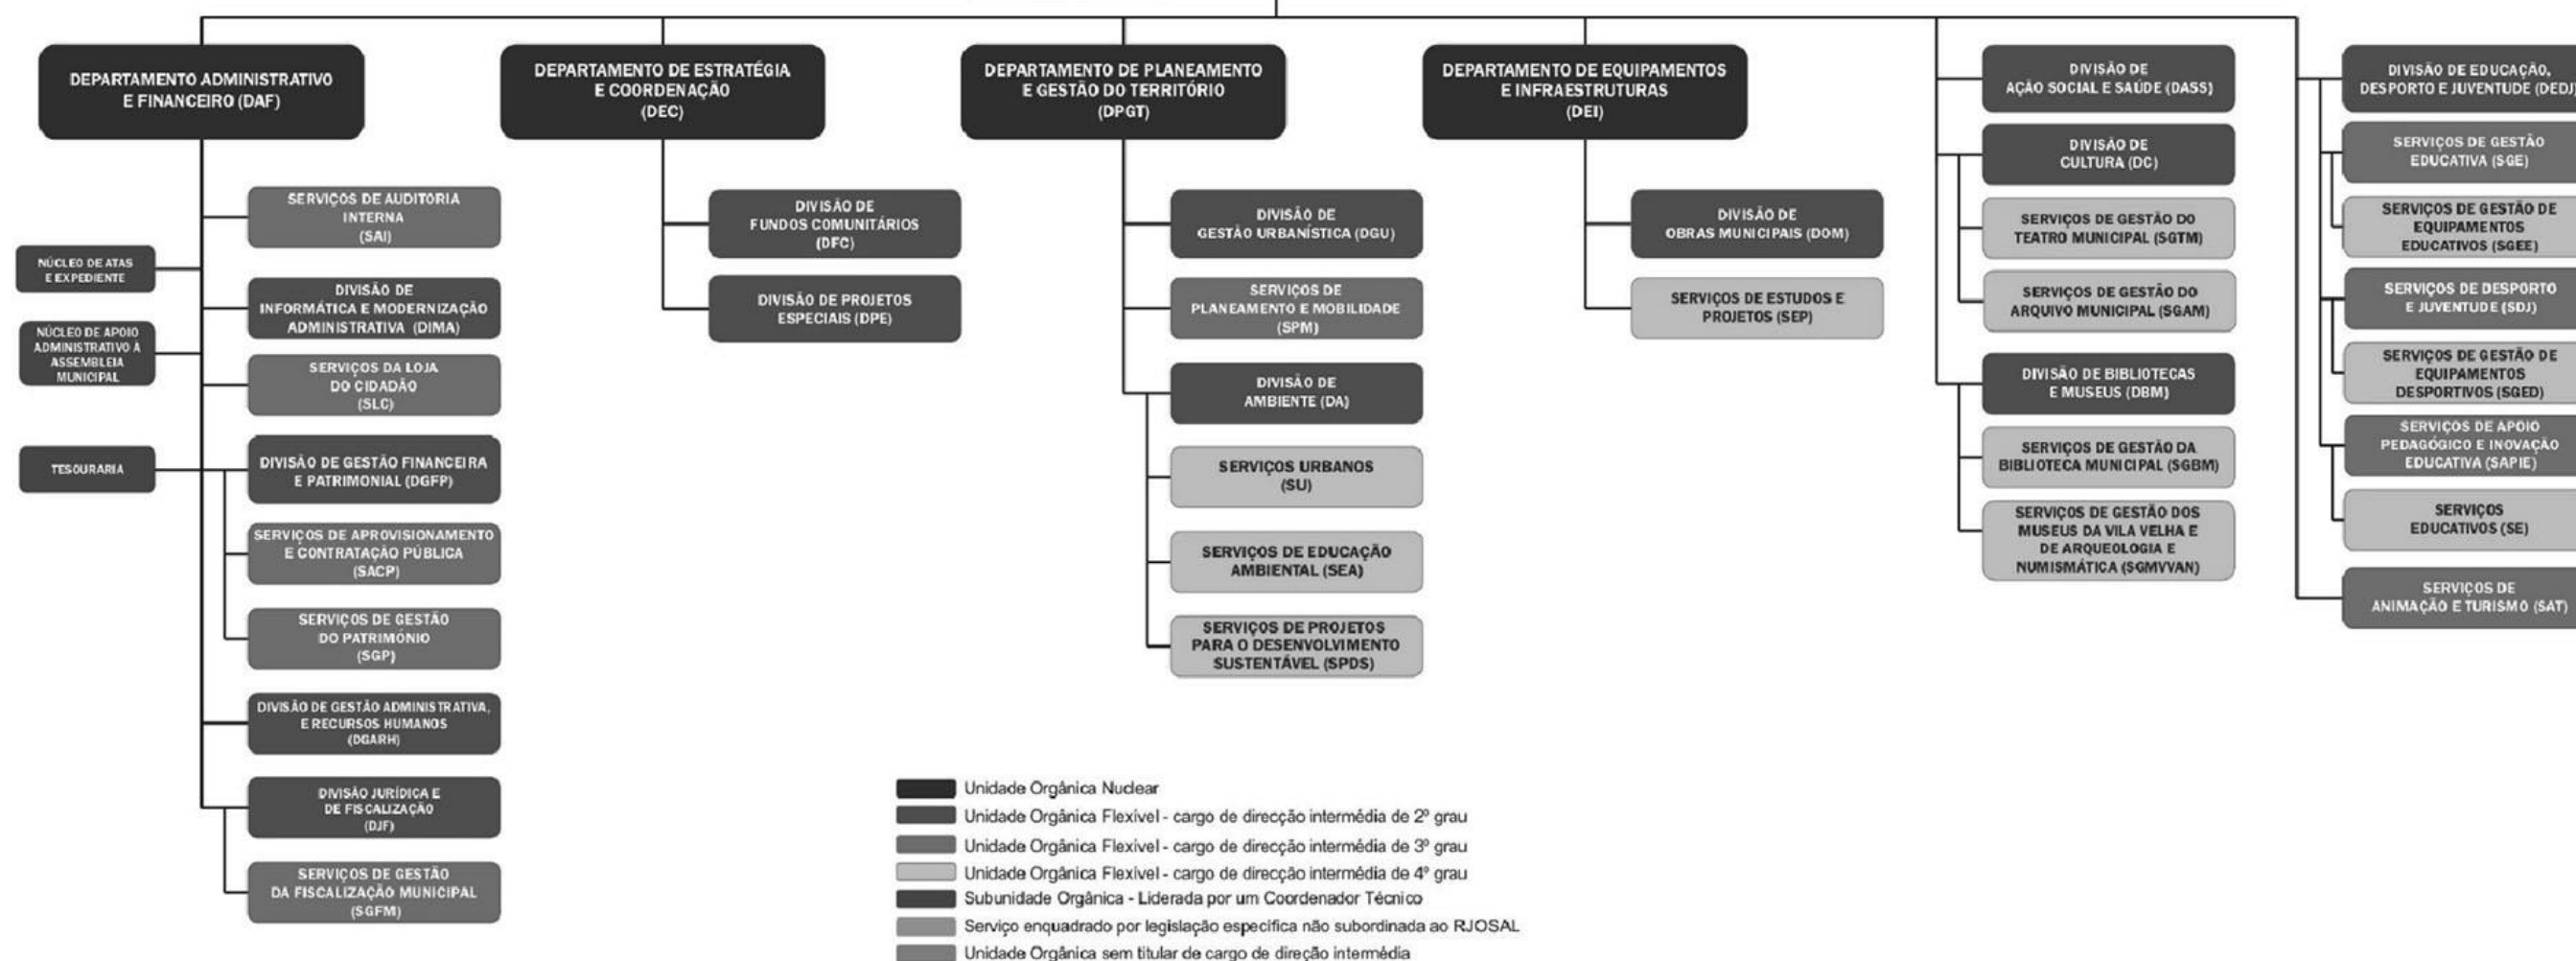 DEPARTAMENTO ADMINISTRATIVO
E FINANCEIRO (DAF)
NÚCLEO DE ATAS
E EXPEDIENTE
NÚCLEO DE APOIO
ADMINISTRATIVO À
ASSEMBLEIA
MUNICIPAL
TESOURARIA
SERVIÇOS DE AUDITORIA
INTERNA
(SAI)
DIVISÃO DE
INFORMÁTICA E MODERNIZAÇÃO
ADMINISTRATIVA (DIMA)
SERVIÇOS DA LOJA
DO CIDADÃO
(SLC)
DIVISÃO DE GESTÃO FINANCEIRA
E PATRIMONIAL (DGFP)
SERVIÇOS DE APROVISIONAMENTO
E CONTRATAÇÃO PÚBLICA
(SACP)
SERVIÇOS DE GESTÃO
DO PATRIMÓNIO
(SGP)
DIVISÃO DE GESTÃO ADMINISTRATIVA,
E RECURSOS HUMANOS
(DGARH)
DIVISÃO JURÍDICA E
DE FISCALIZAÇÃO
(DJF)
SERVIÇOS DE GESTÃO
DA FISCALIZAÇÃO MUNICIPAL
(SGFM)
DEPARTAMENTO DE ESTRATÉGIA
E COORDENAÇÃO
(DEC)
DIVISÃO DE
FUNDOS COMUNITÁRIOS
(DFC)
DIVISÃO DE PROJETOS
ESPECIAIS (DPE)
DEPARTAMENTO DE PLANEAMENTO
E GESTÃO DO TERRITÓRIO
(DPGT)
DIVISÃO DE
GESTÃO URBANÍSTICA (DGU)
SERVIÇOS DE
PLANEAMENTO E MOBILIDADE
(SPM)
DIVISÃO DE
AMBIENTE (DA)
SERVIÇOS URBANOS
(SU)
SERVIÇOS DE EDUCAÇÃO
AMBIENTAL (SEA)
SERVIÇOS DE PROJETOS
PARA O DESENVOLVIMENTO
SUSTENTÁVEL (SPDS)
DEPARTAMENTO DE EQUIPAMENTOS
E INFRAESTRUTURAS
(DEI)
DIVISÃO DE
OBRAS MUNICIPAIS (DOM)
SERVIÇOS DE ESTUDOS E
PROJETOS (SEP)
DIVISÃO DE
AÇÃO SOCIAL E SAÚDE (DASS)
DIVISÃO DE
CULTURA (DC)
SERVIÇOS DE GESTÃO DO
TEATRO MUNICIPAL (SGTM)
SERVIÇOS DE GESTÃO DO
ARQUIVO MUNICIPAL (SGAM)
DIVISÃO DE BIBLIOTECAS
E MUSEUS (DBM)
SERVIÇOS DE GESTÃO DA
BIBLIOTECA MUNICIPAL (SGBM)
SERVIÇOS DE GESTÃO DOS
MUSEUS DA VILA VELHA E
DE ARQUEOLOGIA E
NUMISMÁTICA (SGMVVAN)
DIVISÃO DE EDUCAÇÃO,
DESPORTO E JUVENTUDE (DEDJ)
SERVIÇOS DE GESTÃO
EDUCATIVA (SGE)
SERVIÇOS DE GESTÃO DE
EQUIPAMENTOS
EDUCATIVOS (SGEE)
SERVIÇOS DE DESPORTO
E JUVENTUDE (SDJ)
SERVIÇOS DE GESTÃO DE
EQUIPAMENTOS
DESPORTIVOS (SGED)
SERVIÇOS DE APOIO
PEDAGÓGICO E INOVAÇÃO
EDUCATIVA (SAPIE)
SERVIÇOS
EDUCATIVOS (SE)
SERVIÇOS DE
ANIMAÇÃO E TURISMO (SAT)
Unidade Orgânica Nuclear
Unidade Orgânica Flexível - cargo de direcção intermédia de 2º grau
Unidade Orgânica Flexível - cargo de direcção intermédia de 3º grau
Unidade Orgânica Flexível - cargo de direcção intermédia de 4º grau
Subunidade Orgânica - Liderada por um Coordenador Técnico
Serviço enquadrado por legislação específica não subordinada ao RJOSAL
Unidade Orgânica sem titular de cargo de direção intermédia